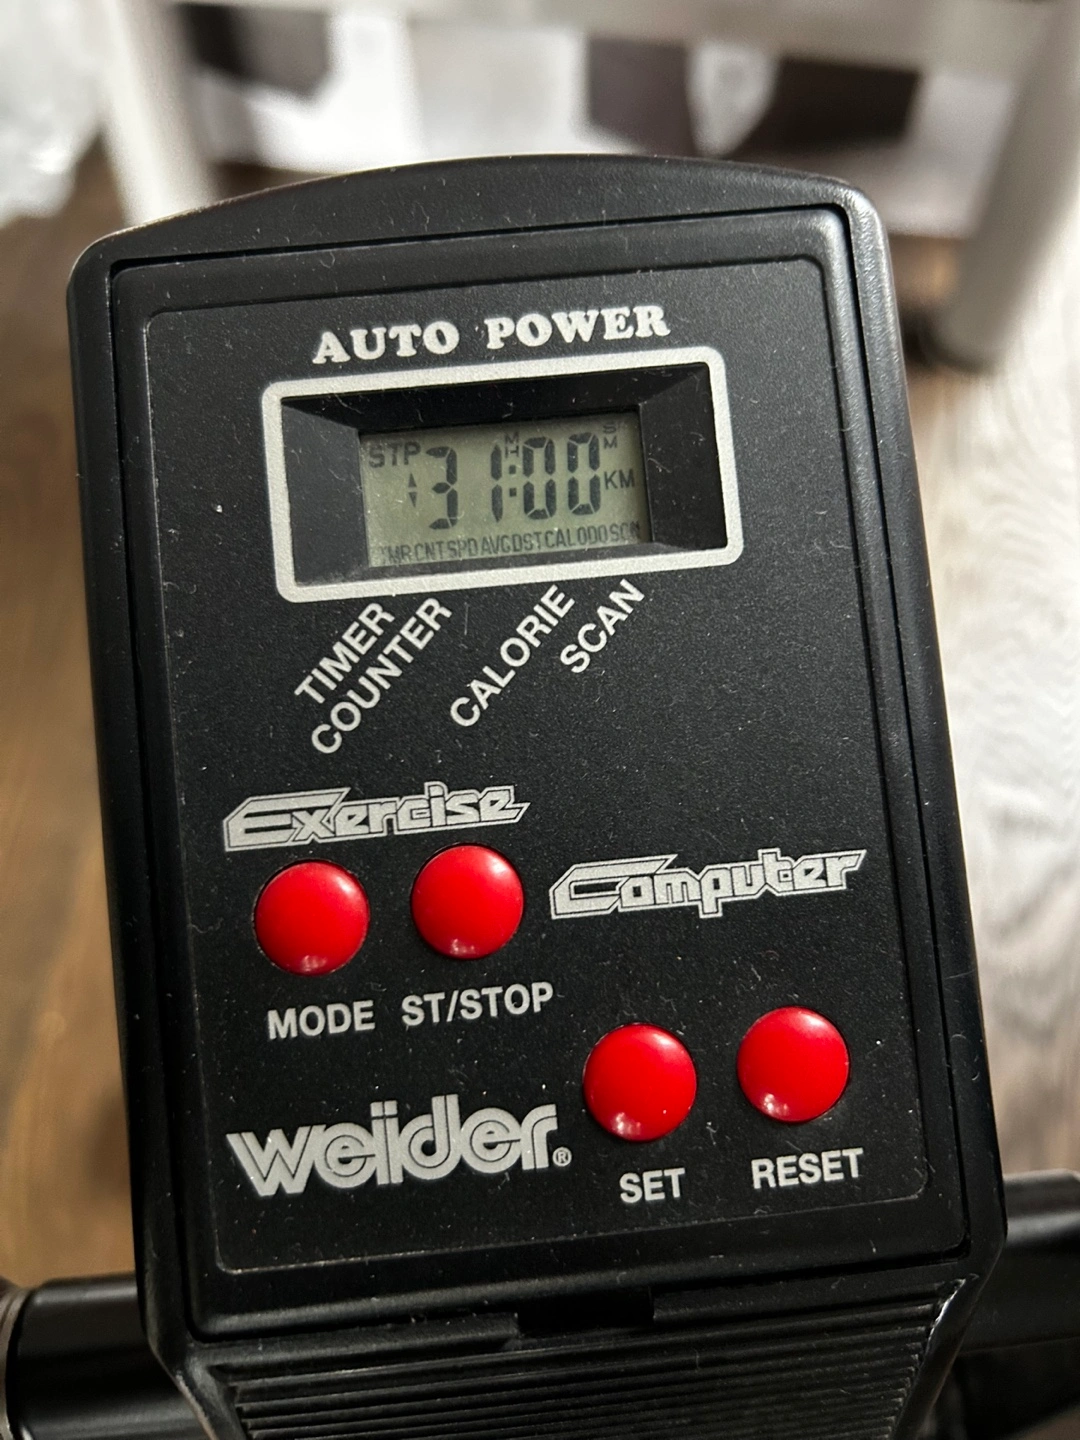 AUTO POWER
STP 31:00 KM
TMR CNT SPD AVG DST CAL ODO SCN
TIMER
COUNTER
CALORIE
SCAN
Exercise
Computer
MODE ST/STOP
weider®
SET RESET